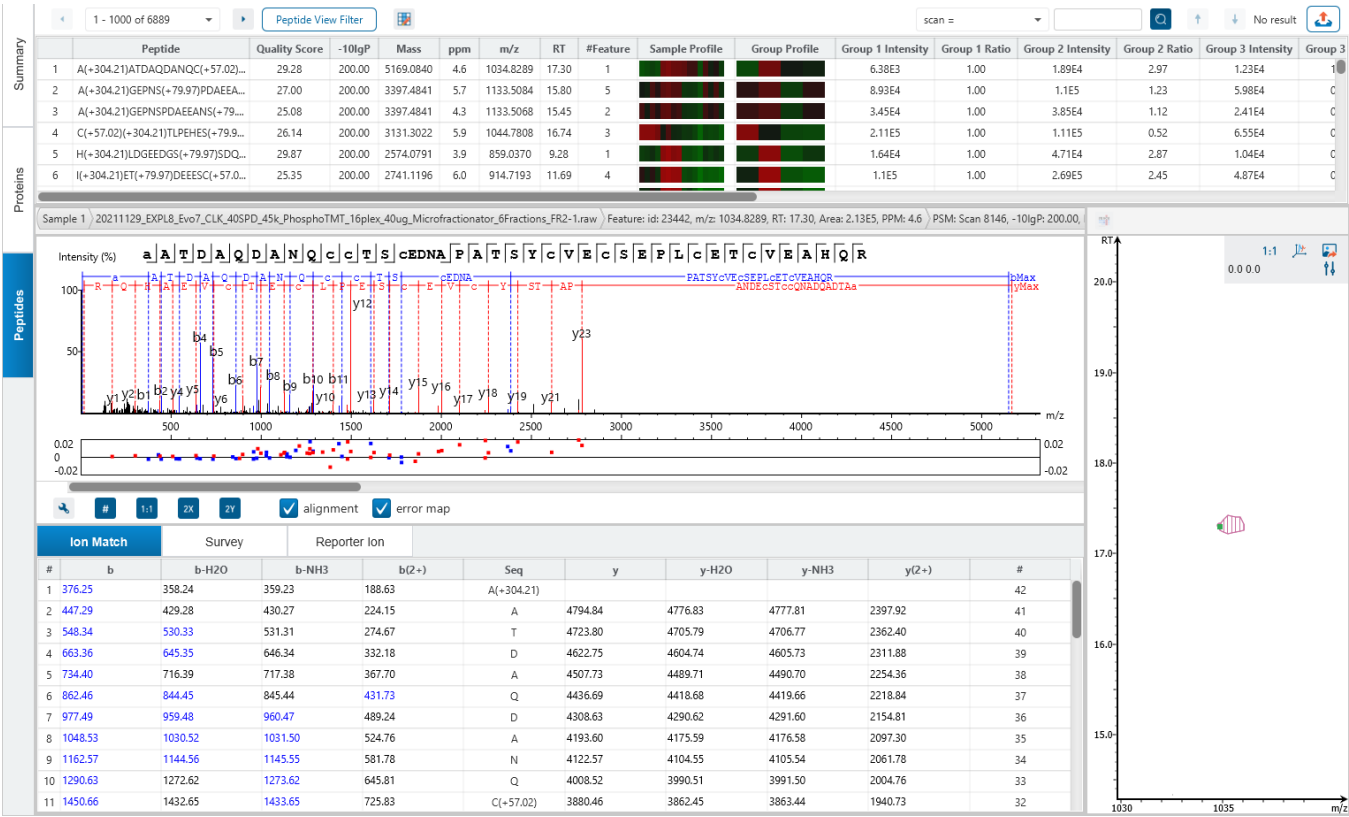 1 - 1000 of 6889
Peptide View Filter
scan =
No result
Summary
Proteins
Peptides
Peptide Quality Score -10lgP Mass ppm m/z RT #Feature Sample Profile Group Profile Group 1 Intensity Group 1 Ratio Group 2 Intensity Group 2 Ratio Group 3 Intensity Group 3
1 A(+304.21)ATDAQDANQC(+57.02)... 29.28 200.00 5169.0840 4.6 1034.8289 17.30 1 6.38E3 1.00 1.89E4 2.97 1.23E4 1
2 A(+304.21)GEPNS(+79.97)PDAEEA... 27.00 200.00 3397.4841 5.7 1133.5084 15.80 5 8.93E4 1.00 1.1E5 1.23 5.98E4
3 A(+304.21)GEPNSPDAEEANS(+79.... 25.08 200.00 3397.4841 4.3 1133.5068 15.45 2 3.45E4 1.00 3.85E4 1.12 2.41E4
4 C(+57.02)(+304.21)TLPEHES(+79.9... 26.14 200.00 3131.3022 5.9 1044.7808 16.74 3 2.11E5 1.00 1.11E5 0.52 6.55E4
5 H(+304.21)LDGEEDGS(+79.97)SDQ... 29.87 200.00 2574.0791 3.9 859.0370 9.28 1 1.64E4 1.00 4.71E4 2.87 1.04E4
6 I(+304.21)ET(+79.97)DEEESC(+57.0... 25.35 200.00 2741.1196 6.0 914.7193 11.69 4 1.1E5 1.00 2.69E5 2.45 4.87E4
Sample 1 20211129_EXPL8_Evo7_CLK_40SPD_45k_PhosphoTMT_16plex_40ug_Microfractionator_6Fractions_FR2-1.raw Feature: id: 23442, m/z: 1034.8289, RT: 17.30, Area: 2.13E5, PPM: 4.6 PSM: Scan 8146, -10lgP: 200.00,
Intensity (%) a A T D A Q D A N Q c c T S c E D N A P A T S Y c V E c S E P L c E T c V E A H Q R
a A T D A Q D A N Q c c T S cEDNA PATSYcVEcSEPLcETcVEAHQR bMax
R Q H A E V c T E c L P E S c E V c Y ST AP ANDEcSTccQNADQADTAa yMax
100
50
y1 y2 b1 b2 y4 y5 b4 b5 y6 b6 b7 b8 b9 b10 y10 b11 y12 y13 y14 y15 y16 y17 y18 y19 y21 y23
500 1000 1500 2000 2500 3000 3500 4000 4500 5000 m/z
0.02 0.02
0
-0.02 -0.02
# 1:1 2X 2Y alignment error map
Ion Match Survey Reporter Ion
# b b-H2O b-NH3 b(2+) Seq y y-H2O y-NH3 y(2+) #
1 376.25 358.24 359.23 188.63 A(+304.21) 42
2 447.29 429.28 430.27 224.15 A 4794.84 4776.83 4777.81 2397.92 41
3 548.34 530.33 531.31 274.67 T 4723.80 4705.79 4706.77 2362.40 40
4 663.36 645.35 646.34 332.18 D 4622.75 4604.74 4605.73 2311.88 39
5 734.40 716.39 717.38 367.70 A 4507.73 4489.71 4490.70 2254.36 38
6 862.46 844.45 845.44 431.73 Q 4436.69 4418.68 4419.66 2218.84 37
7 977.49 959.48 960.47 489.24 D 4308.63 4290.62 4291.60 2154.81 36
8 1048.53 1030.52 1031.50 524.76 A 4193.60 4175.59 4176.58 2097.30 35
9 1162.57 1144.56 1145.55 581.78 N 4122.57 4104.55 4105.54 2061.78 34
10 1290.63 1272.62 1273.62 645.81 Q 4008.52 3990.51 3991.50 2004.76 33
11 1450.66 1432.65 1433.65 725.83 C(+57.02) 3880.46 3862.45 3863.44 1940.73 32
RT
1:1
0.0 0.0
20.0
19.0
18.0
17.0
16.0
15.0
1030 1035 m/z